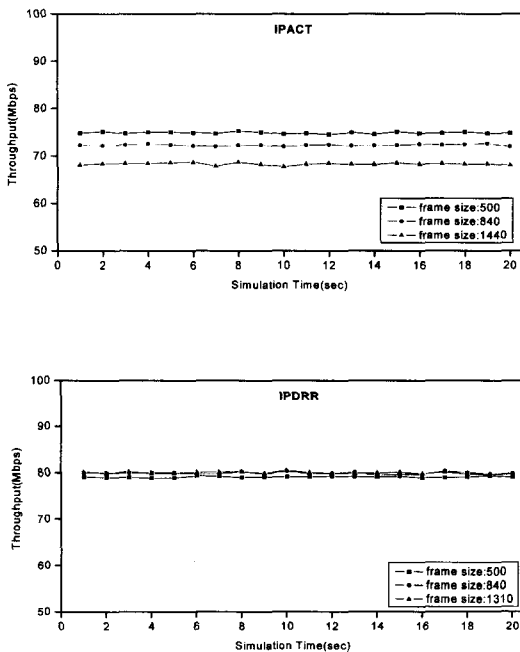 IPACT
Throughput(Mbps)
100
90
80
70
60
50
frame size:500
frame size:840
frame size:1440
0 2 4 6 8 10 12 14 16 18 20
Simulation Time(sec)
IPDRR
Throughput(Mbps)
100
90
80
70
60
50
frame size:500
frame size:840
frame size:1310
0 2 4 6 8 10 12 14 16 18 20
Simulation Time(sec)